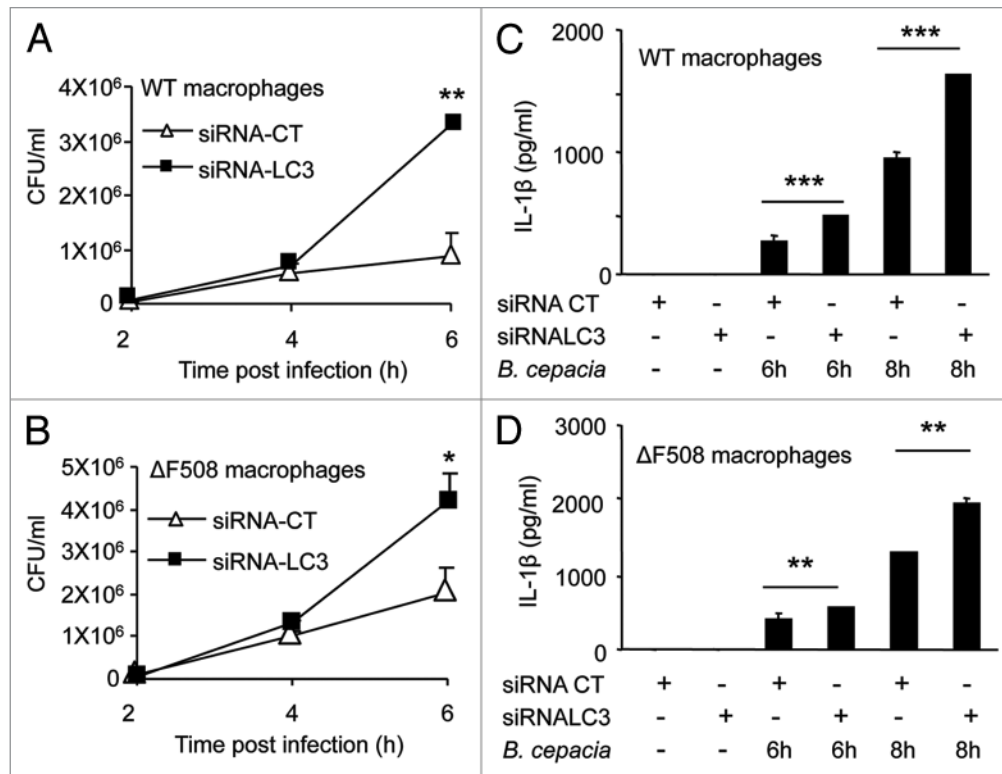 A
WT macrophages
siRNA-CT
siRNA-LC3
**
CFU/ml
4X10⁶
3X10⁶
2X10⁶
1X10⁶
0
2 4 6
Time post infection (h)
C
WT macrophages
***
***
IL-1β (pg/ml)
2000
1000
0
siRNA CT + - + - + -
siRNALC3 - + - + - +
B. cepacia - - 6h 6h 8h 8h
B
ΔF508 macrophages
siRNA-CT
siRNA-LC3
*
CFU/ml
5X10⁶
4X10⁶
3X10⁶
2X10⁶
1X10⁶
0
2 4 6
Time post infection (h)
D
ΔF508 macrophages
**
**
IL-1β (pg/ml)
3000
2000
1000
0
siRNA CT + - + - + -
siRNALC3 - + - + - +
B. cepacia - - 6h 6h 8h 8h